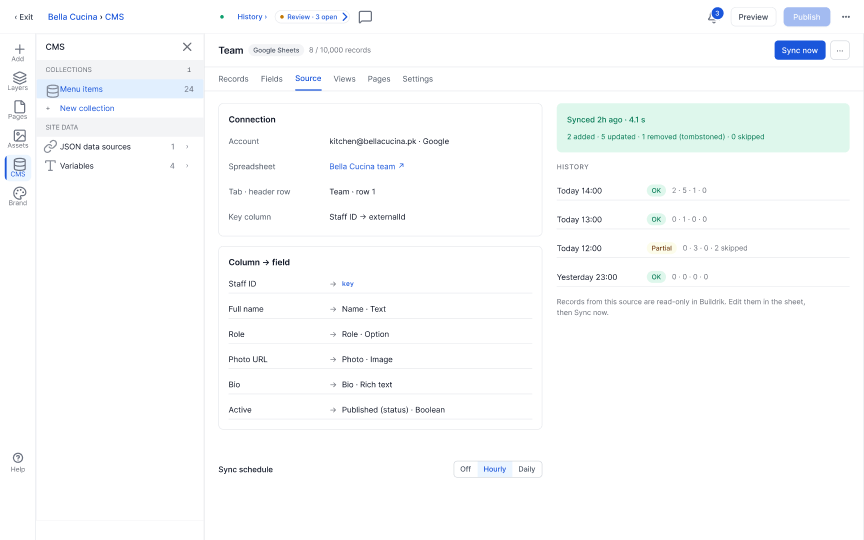 ‹ Exit
Bella Cucina › CMS
History ›
Review · 3 open
3
Preview
Publish
Add
Layers
Pages
Assets
CMS
Brand
Help
CMS
COLLECTIONS 1
Menu items 24
+ New collection
SITE DATA
JSON data sources 1 ›
Variables 4 ›
Team Google Sheets 8 / 10,000 records
Sync now
Records Fields Source Views Pages Settings
Connection
Account kitchen@bellacucina.pk · Google
Spreadsheet Bella Cucina team ↗
Tab · header row Team · row 1
Key column Staff ID → externalId
Column → field
Staff ID → key
Full name → Name · Text
Role → Role · Option
Photo URL → Photo · Image
Bio → Bio · Rich text
Active → Published (status) · Boolean
Sync schedule Off Hourly Daily
Synced 2h ago · 4.1 s
2 added · 5 updated · 1 removed (tombstoned) · 0 skipped
HISTORY
Today 14:00 OK 2 · 5 · 1 · 0
Today 13:00 OK 0 · 1 · 0 · 0
Today 12:00 Partial 0 · 3 · 0 · 2 skipped
Yesterday 23:00 OK 0 · 0 · 0 · 0
Records from this source are read-only in Buildrik. Edit them in the sheet,
then Sync now.